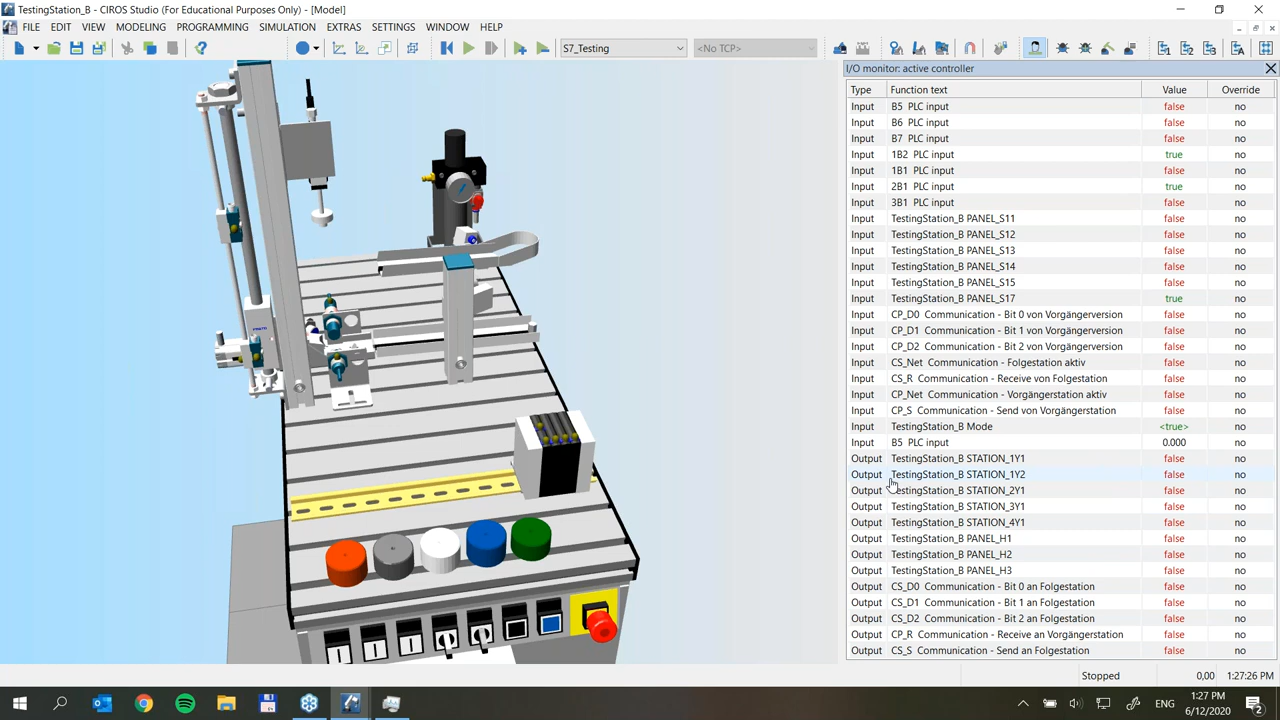 TestingStation_B - CIROS Studio (For Educational Purposes Only) - [Model]
FILE EDIT VIEW MODELING PROGRAMMING SIMULATION EXTRAS SETTINGS WINDOW HELP
S7_Testing <No TCP>
I/O monitor: active controller
Type Function text Value Override
Input B5 PLC input false no
Input B6 PLC input false no
Input B7 PLC input false no
Input 1B2 PLC input true no
Input 1B1 PLC input false no
Input 2B1 PLC input true no
Input 3B1 PLC input false no
Input TestingStation_B PANEL_S11 false no
Input TestingStation_B PANEL_S12 false no
Input TestingStation_B PANEL_S13 false no
Input TestingStation_B PANEL_S14 false no
Input TestingStation_B PANEL_S15 false no
Input TestingStation_B PANEL_S17 true no
Input CP_D0 Communication - Bit 0 von Vorgängerversion false no
Input CP_D1 Communication - Bit 1 von Vorgängerversion false no
Input CP_D2 Communication - Bit 2 von Vorgängerversion false no
Input CS_Net Communication - Folgestation aktiv false no
Input CS_R Communication - Receive von Folgestation false no
Input CP_Net Communication - Vorgängerstation aktiv false no
Input CP_S Communication - Send von Vorgängerstation false no
Input TestingStation_B Mode <true> no
Input B5 PLC input 0.000 no
Output TestingStation_B STATION_1Y1 false no
Output TestingStation_B STATION_1Y2 false no
Output TestingStation_B STATION_2Y1 false no
Output TestingStation_B STATION_3Y1 false no
Output TestingStation_B STATION_4Y1 false no
Output TestingStation_B PANEL_H1 false no
Output TestingStation_B PANEL_H2 false no
Output TestingStation_B PANEL_H3 false no
Output CS_D0 Communication - Bit 0 an Folgestation false no
Output CS_D1 Communication - Bit 1 an Folgestation false no
Output CS_D2 Communication - Bit 2 an Folgestation false no
Output CP_R Communication - Receive an Vorgängerstation false no
Output CS_S Communication - Send an Folgestation false no
Stopped 0,00 1:27:26 PM
ENG 1:27 PM
6/12/2020
2